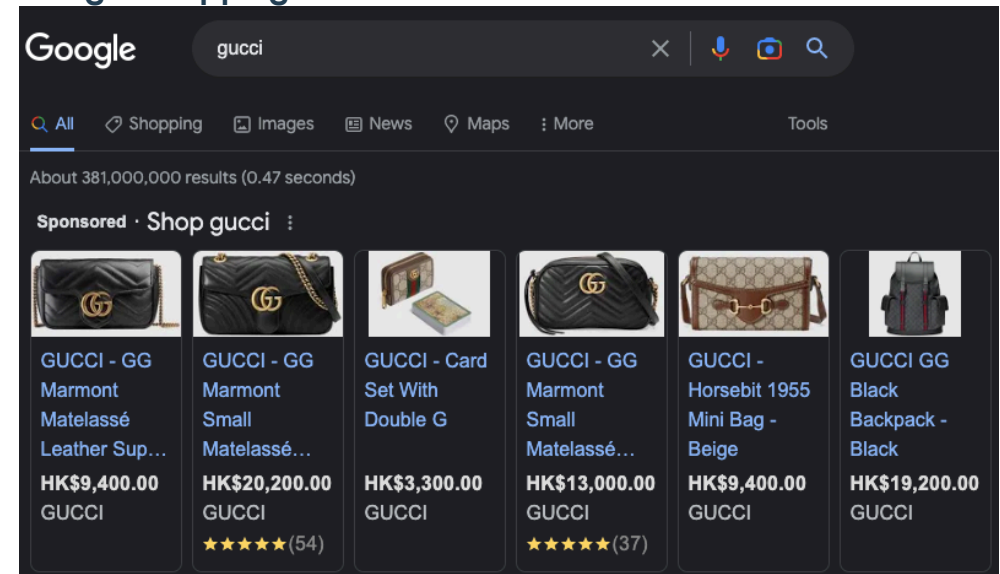 Google
gucci
All Shopping Images News Maps More Tools
About 381,000,000 results (0.47 seconds)
Sponsored · Shop gucci
GUCCI - GG
Marmont
Matelassé
Leather Sup...
HK$9,400.00
GUCCI
GUCCI - GG
Marmont
Small
Matelassé...
HK$20,200.00
GUCCI
(54)
GUCCI - Card
Set With
Double G
HK$3,300.00
GUCCI
GUCCI - GG
Marmont
Small
Matelassé...
HK$13,000.00
GUCCI
(37)
GUCCI -
Horsebit 1955
Mini Bag -
Beige
HK$9,400.00
GUCCI
GUCCI GG
Black
Backpack -
Black
HK$19,200.00
GUCCI